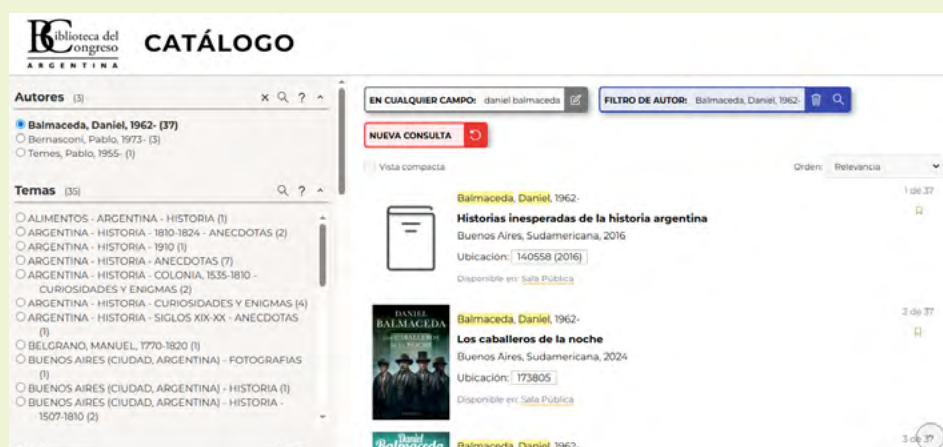 Biblioteca del
Congreso
ARGENTINA
CATÁLOGO
Autores (3)
Balmaceda, Daniel, 1962- (37)
Bernasconi, Pablo, 1973- (3)
Temes, Pablo, 1955- (1)
Temas (35)
ALIMENTOS - ARGENTINA - HISTORIA (1)
ARGENTINA - HISTORIA - 1810-1824 - ANECDOTAS (2)
ARGENTINA - HISTORIA - 1910 (1)
ARGENTINA - HISTORIA - ANECDOTAS (7)
ARGENTINA - HISTORIA - COLONIA, 1535-1810 -
CURIOSIDADES Y ENIGMAS (2)
ARGENTINA - HISTORIA - CURIOSIDADES Y ENIGMAS (4)
ARGENTINA - HISTORIA - SIGLOS XIX-XX - ANECDOTAS
(1)
BELGRANO, MANUEL, 1770-1820 (1)
BUENOS AIRES (CIUDAD, ARGENTINA) - FOTOGRAFIAS
(1)
BUENOS AIRES (CIUDAD, ARGENTINA) - HISTORIA (1)
BUENOS AIRES (CIUDAD, ARGENTINA) - HISTORIA -
1507-1810 (2)
EN CUALQUIER CAMPO: daniel balmaceda
FILTRO DE AUTOR: Balmaceda, Daniel, 1962-
NUEVA CONSULTA
Vista compacta
Orden: Relevancia
1 de 37
Balmaceda, Daniel, 1962-
Historias inesperadas de la historia argentina
Buenos Aires, Sudamericana, 2016
Ubicación: 140558 (2016)
Disponible en: Sala Pública
2 de 37
DANIEL
BALMACEDA
LOS CABALLEROS
DE LA NOCHE
Balmaceda, Daniel, 1962-
Los caballeros de la noche
Buenos Aires, Sudamericana, 2024
Ubicación: 173805
Disponible en: Sala Pública
3 de 37
Daniel
Balmaceda
Balmaceda, Daniel, 1962-